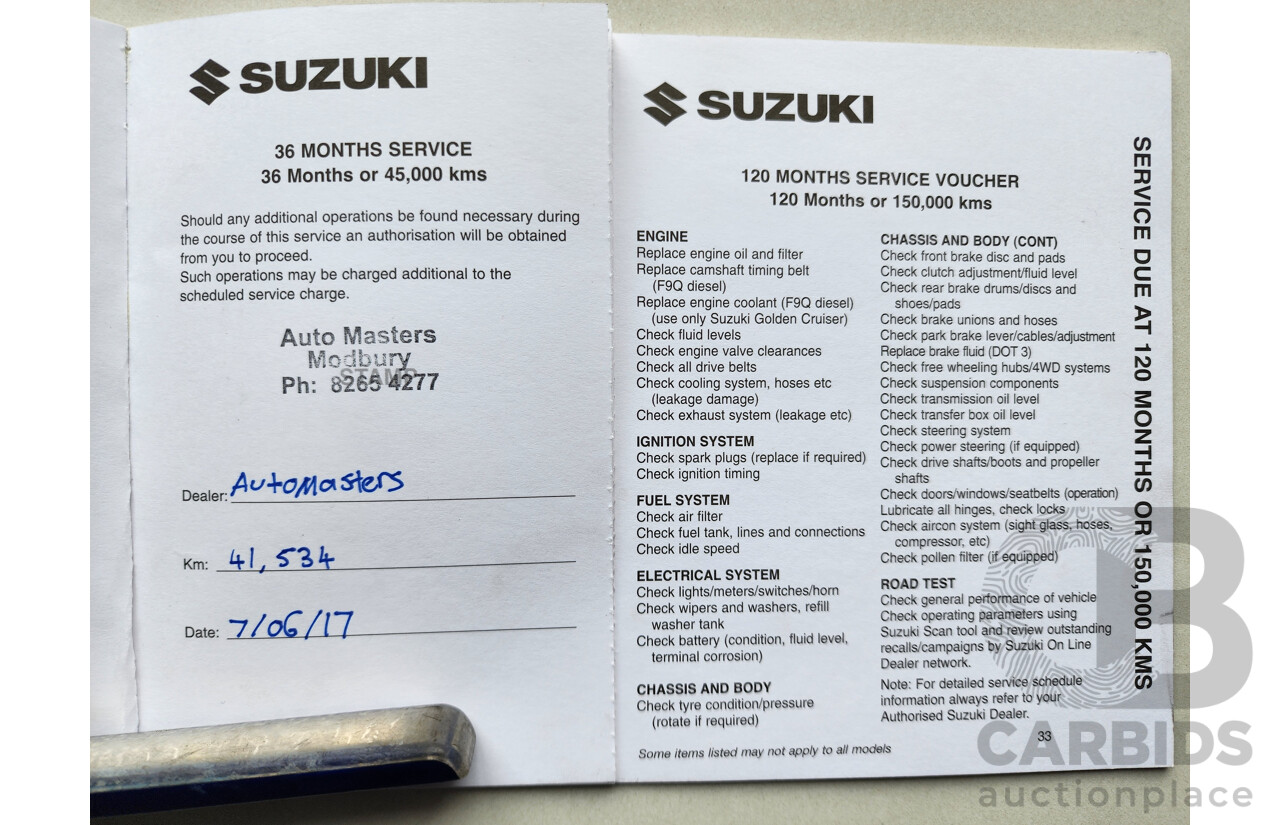 SUZUKI
36 MONTHS SERVICE
36 Months or 45,000 kms
Should any additional operations be found necessary during
the course of this service an authorisation will be obtained
from you to proceed.
Such operations may be charged additional to the
scheduled service charge.
Auto Masters
Modbury
STAMP
Ph: 8265 4277
Dealer: AutoMasters
Km: 41,534
Date: 7/06/17
SUZUKI
120 MONTHS SERVICE VOUCHER
120 Months or 150,000 kms
ENGINE
Replace engine oil and filter
Replace camshaft timing belt
(F9Q diesel)
Replace engine coolant (F9Q diesel)
(use only Suzuki Golden Cruiser)
Check fluid levels
Check engine valve clearances
Check all drive belts
Check cooling system, hoses etc
(leakage damage)
Check exhaust system (leakage etc)
IGNITION SYSTEM
Check spark plugs (replace if required)
Check ignition timing
FUEL SYSTEM
Check air filter
Check fuel tank, lines and connections
Check idle speed
ELECTRICAL SYSTEM
Check lights/meters/switches/horn
Check wipers and washers, refill
washer tank
Check battery (condition, fluid level,
terminal corrosion)
CHASSIS AND BODY
Check tyre condition/pressure
(rotate if required)
Some items listed may not apply to all models
CHASSIS AND BODY (CONT)
Check front brake disc and pads
Check clutch adjustment/fluid level
Check rear brake drums/discs and
shoes/pads
Check brake unions and hoses
Check park brake lever/cables/adjustment
Replace brake fluid (DOT 3)
Check free wheeling hubs/4WD systems
Check suspension components
Check transmission oil level
Check transfer box oil level
Check steering system
Check power steering (if equipped)
Check drive shafts/boots and propeller
shafts
Check doors/windows/seatbelts (operation)
Lubricate all hinges, check locks
Check aircon system (sight glass, hoses,
compressor, etc)
Check pollen filter (if equipped)
ROAD TEST
Check general performance of vehicle
Check operating parameters using
Suzuki Scan tool and review outstanding
recalls/campaigns by Suzuki On Line
Dealer network.
Note: For detailed service schedule
information always refer to your
Authorised Suzuki Dealer.
33
SERVICE DUE AT 120 MONTHS OR 150,000 KMS
CARBIDS
auctionplace